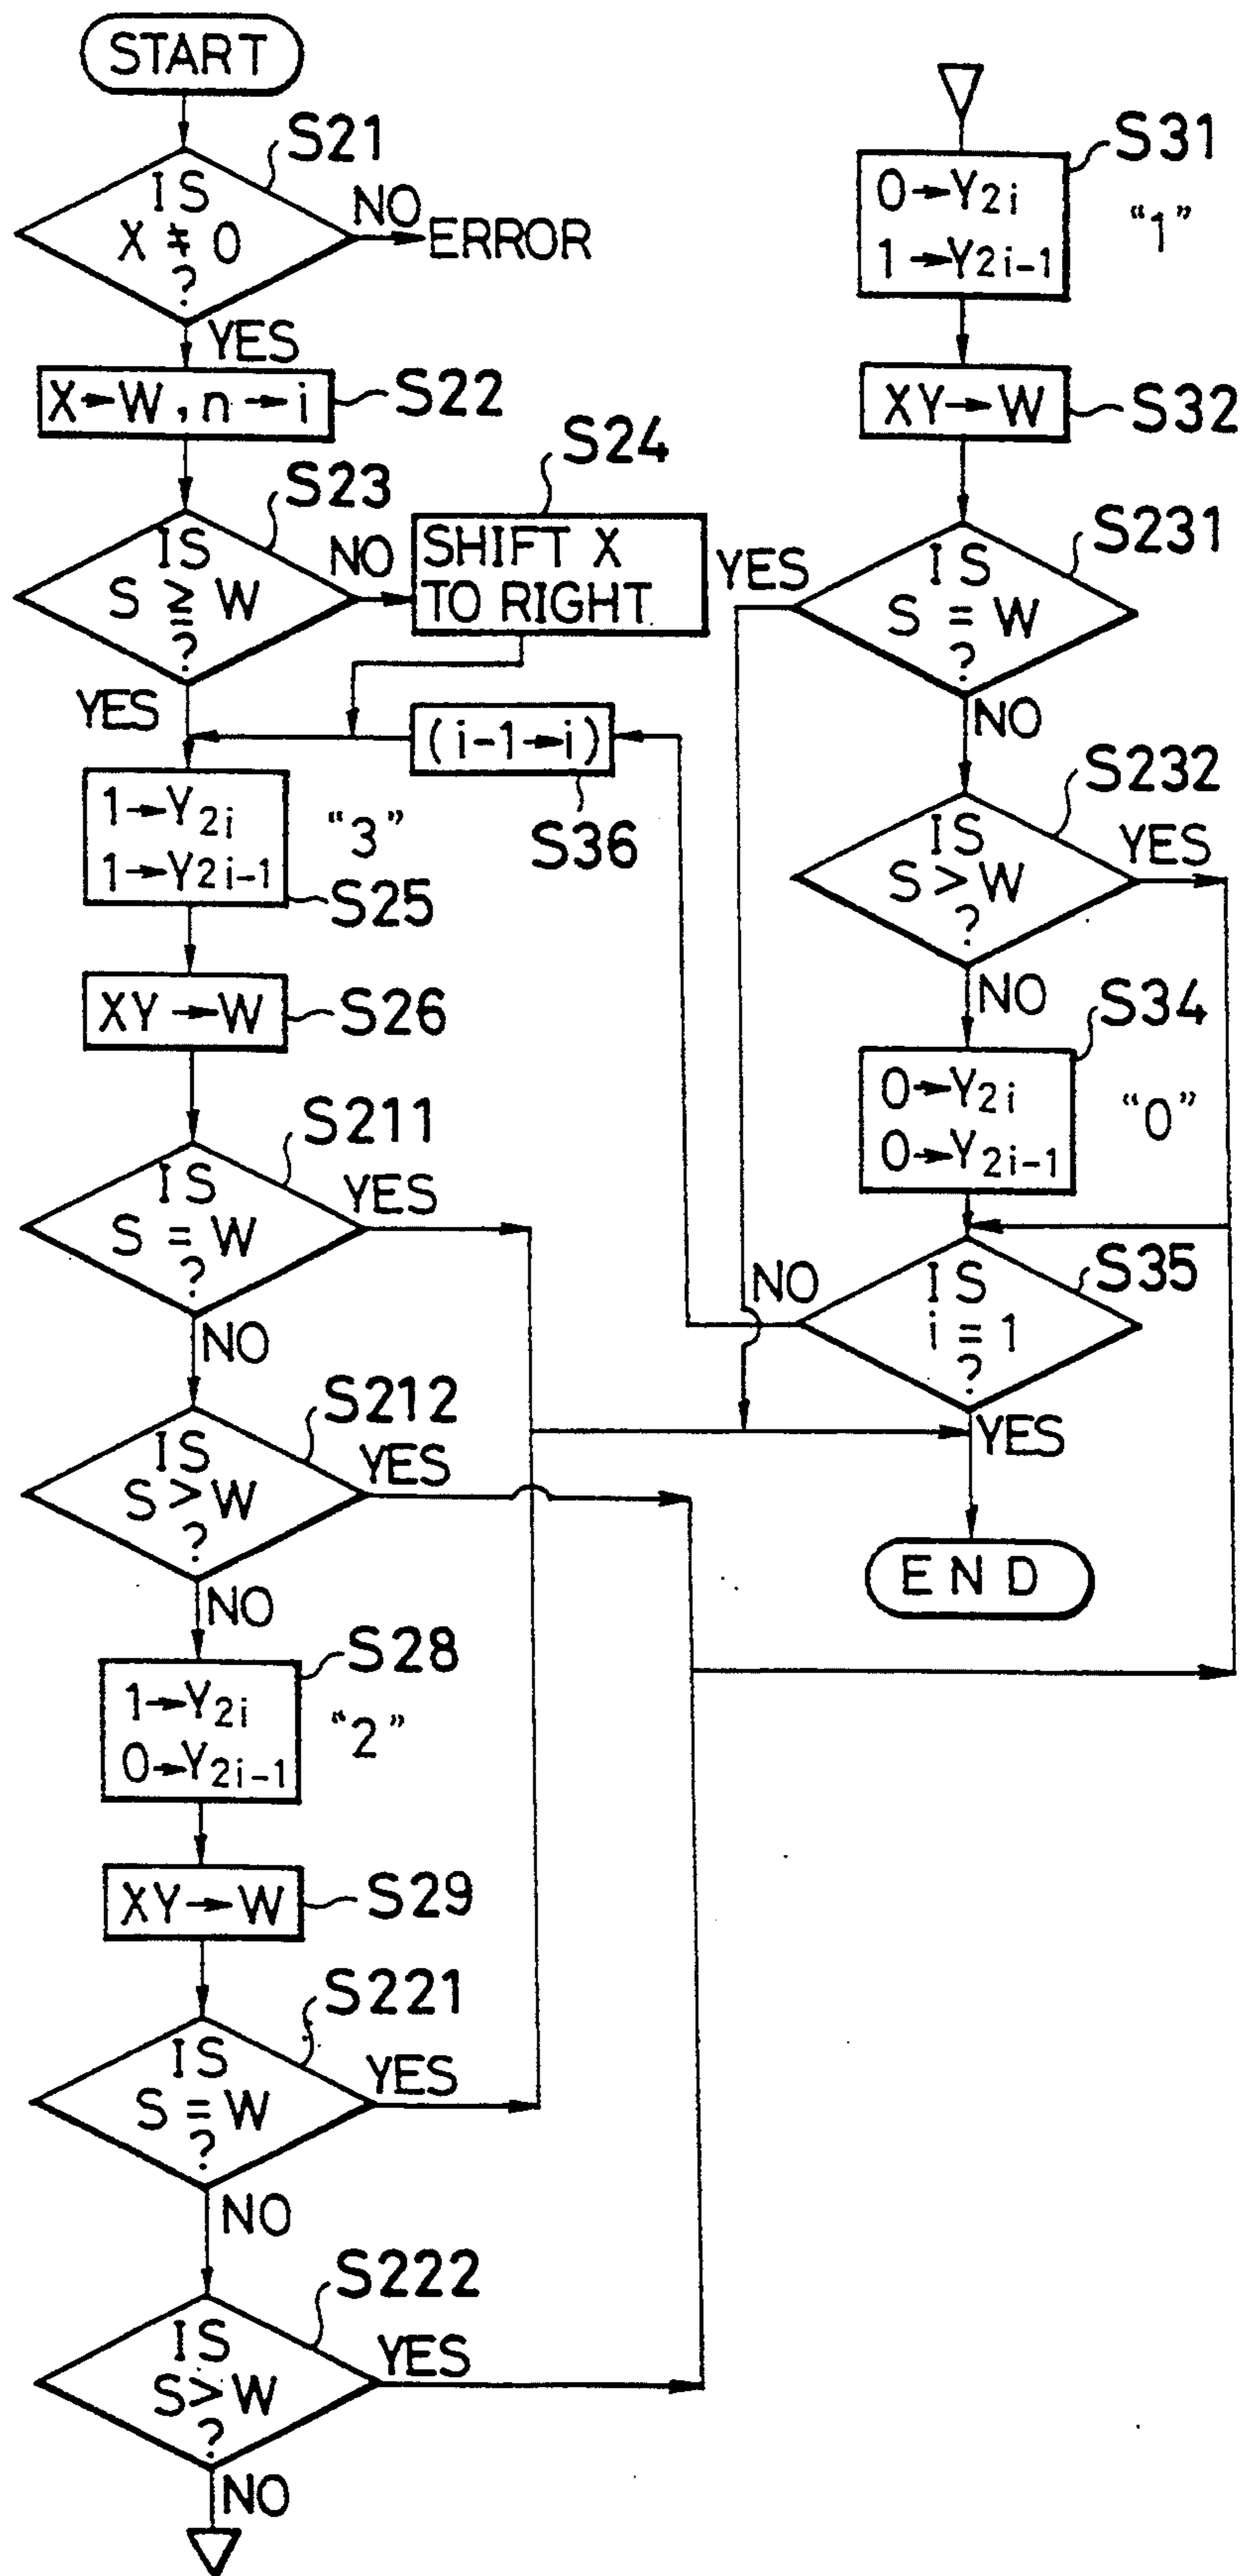 START
S21
IS
X ≠ 0
?
NO
ERROR
YES
X→W, n→i
S22
S23
IS
S ≧ W
?
NO
S24
SHIFT X
TO RIGHT
YES
(i-1→i)
S36
1→Y2i
1→Y2i-1
"3"
S25
XY→W
S26
S211
IS
S = W
?
YES
NO
S212
IS
S > W
?
YES
NO
S28
1→Y2i
0→Y2i-1
"2"
XY→W
S29
S221
IS
S = W
?
YES
NO
S222
IS
S > W
?
YES
NO
S31
0→Y2i
1→Y2i-1
"1"
XY→W
S32
S231
YES
IS
S = W
?
NO
S232
IS
S > W
?
YES
NO
S34
0→Y2i
0→Y2i-1
"0"
S35
NO
IS
i = 1
?
YES
END